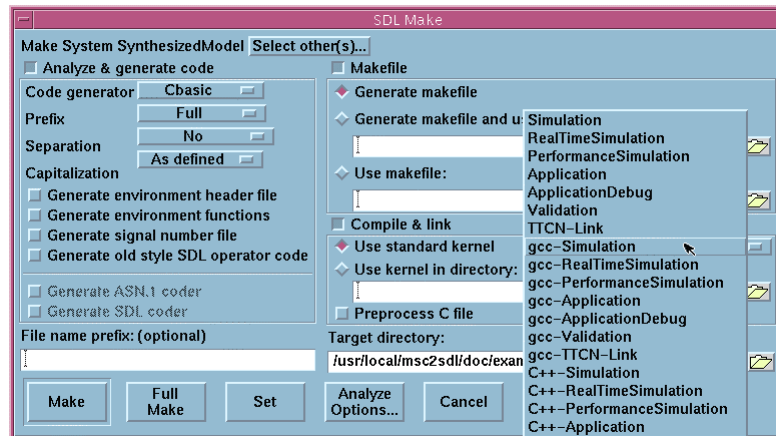 SDL Make
Make System SynthesizedModel Select other(s)...
Analyze & generate code
Code generator Cbasic
Prefix Full
Separation No
Capitalization As defined
Generate environment header file
Generate environment functions
Generate signal number file
Generate old style SDL operator code
Generate ASN.1 coder
Generate SDL coder
File name prefix: (optional)
Makefile
Generate makefile
Generate makefile and
Use makefile:
Compile & link
Use standard kernel
Use kernel in directory:
Preprocess C file
Target directory:
/usr/local/msc2sdl/doc/exam
Simulation
RealTimeSimulation
PerformanceSimulation
Application
ApplicationDebug
Validation
TTCN-Link
gcc-Simulation
gcc-RealTimeSimulation
gcc-PerformanceSimulation
gcc-Application
gcc-ApplicationDebug
gcc-Validation
gcc-TTCN-Link
C++-Simulation
C++-RealTimeSimulation
C++-PerformanceSimulation
C++-Application
Make
Full Make
Set
Analyze Options...
Cancel